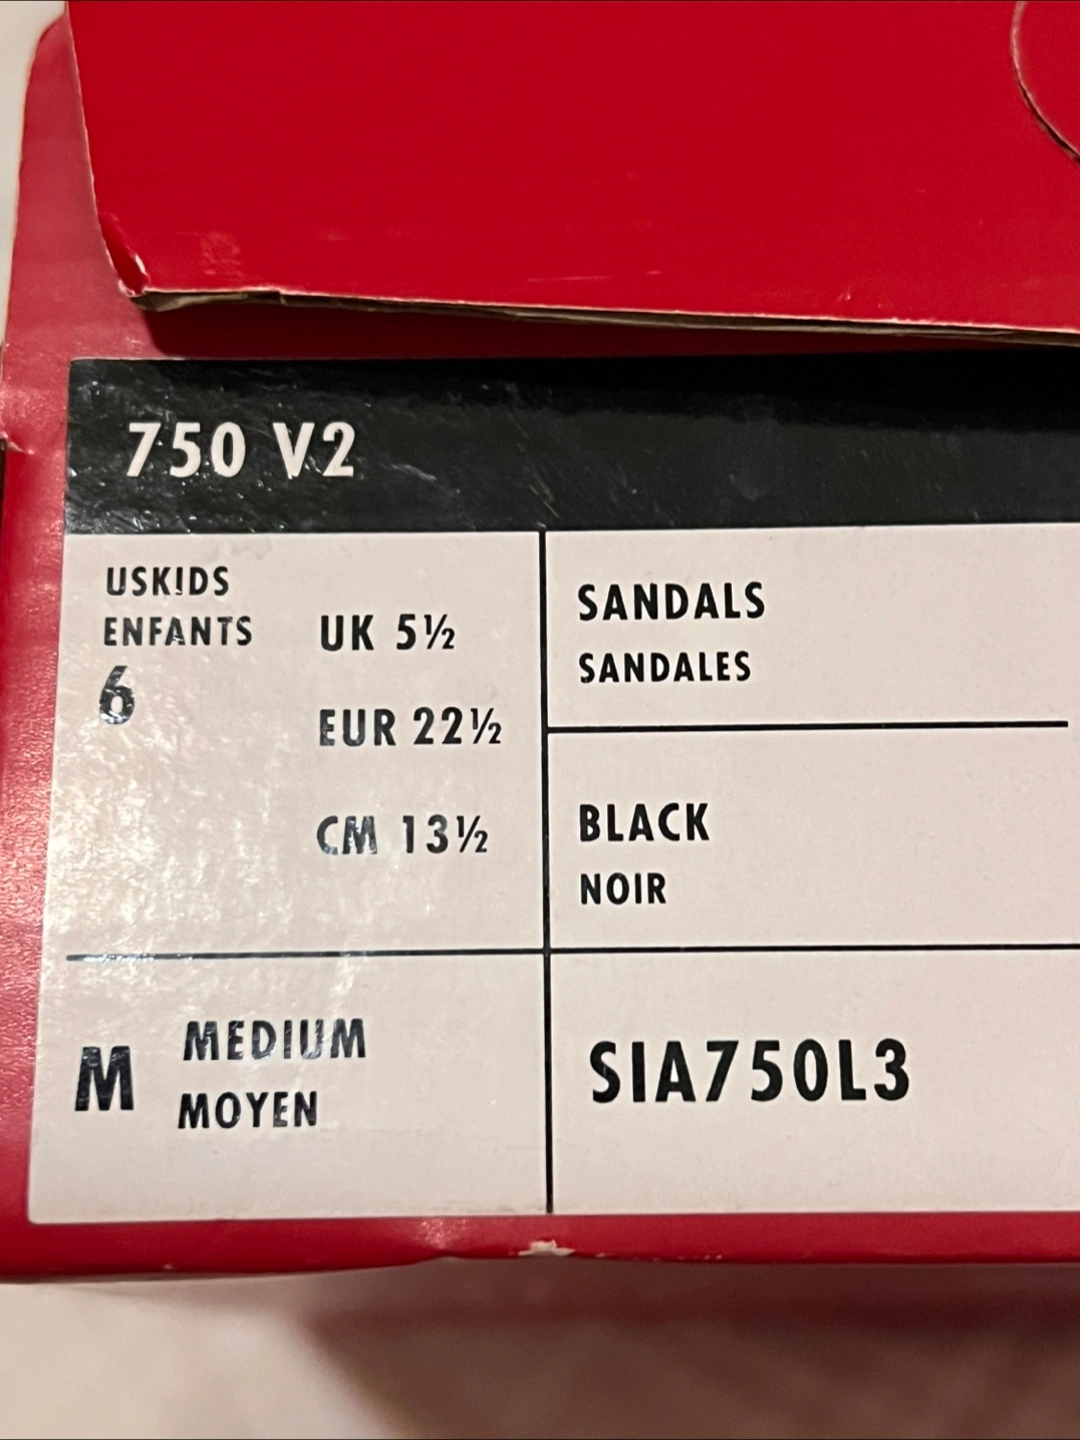 750 V2
USKIDS
ENFANTS
6
UK 5½
EUR 22½
CM 13½
SANDALS
SANDALES
BLACK
NOIR
M
MEDIUM
MOYEN
SIA750L3